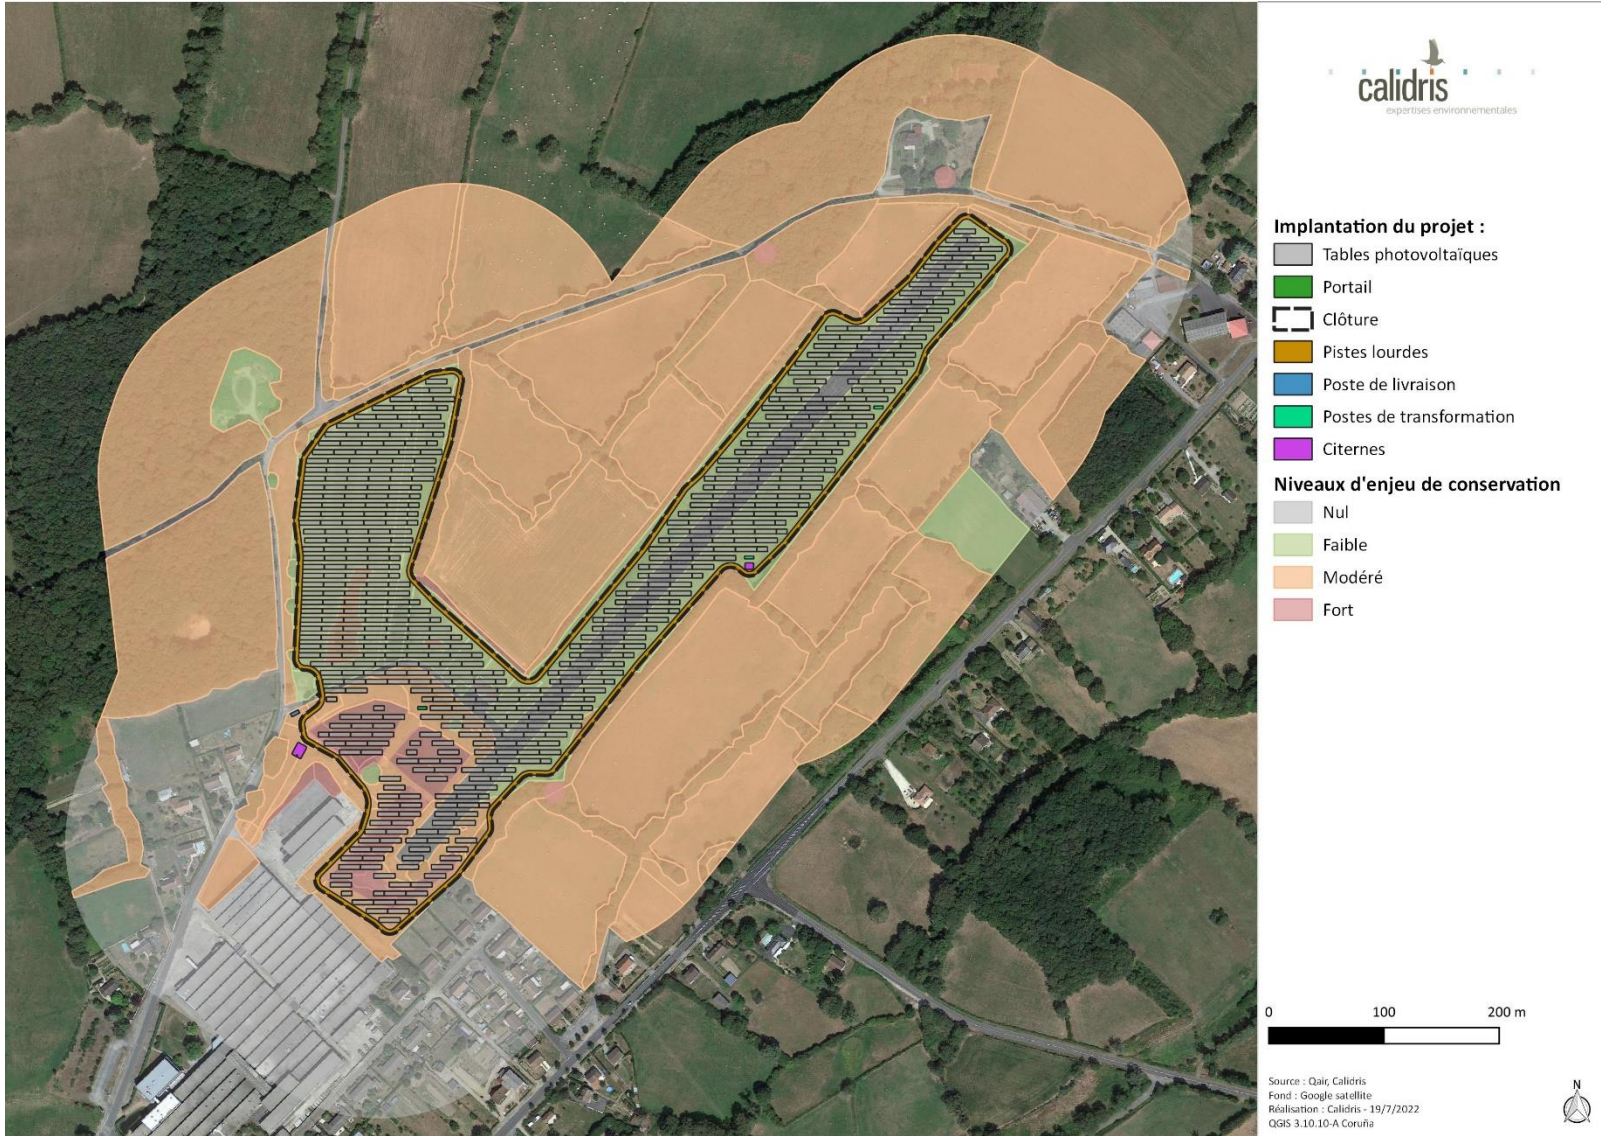 calidris
expertises environnementales
Implantation du projet :
Tables photovoltaïques
Portail
Clôture
Pistes lourdes
Poste de livraison
Postes de transformation
Citernes
Niveaux d'enjeu de conservation
Nul
Faible
Modéré
Fort
0 100 200 m
Source : Qair, Calidris
Fond : Google satellite
Réalisation : Calidris - 19/7/2022
QGIS 3.10.10-A Coruña
N